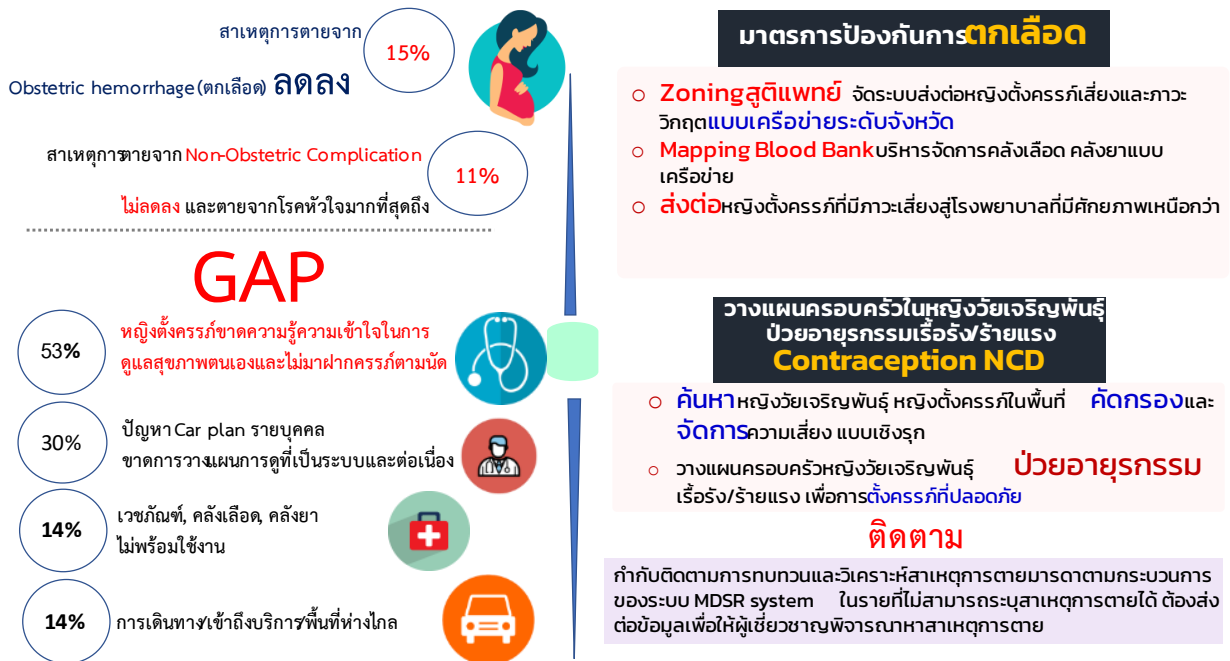 สาเหตุการตายจาก
15%
Obstetric hemorrhage(ตกเลือด) ลดลง
สาเหตุการตายจาก Non-Obstetric Complication
11%
ไม่ลดลง และตายจากโรคหัวใจมากที่สุดถึง
GAP
53%
หญิงตั้งครรภ์ขาดความรู้ความเข้าใจในการ
ดูแลสุขภาพตนเองและไม่มาฝากครรภ์ตามนัด
30%
ปัญหา Car plan รายบุคคล
ขาดการวางแผนการดูที่เป็นระบบและต่อเนื่อง
14%
เวชภัณฑ์, คลังเลือด, คลังยา
ไม่พร้อมใช้งาน
14%
การเดินทาง/เข้าถึงบริการ/พื้นที่ห่างไกล
มาตรการป้องกันการตกเลือด
Zoningสูติแพทย์ จัดระบบส่งต่อหญิงตั้งครรภ์เสี่ยงและภาวะ
วิกฤตแบบเครือข่ายระดับจังหวัด
Mapping Blood Bankบริหารจัดการคลังเลือด คลังยาแบบ
เครือข่าย
ส่งต่อหญิงตั้งครรภ์ที่มีภาวะเสี่ยงสู่โรงพยาบาลที่มีศักยภาพเหนือกว่า
วางแผนครอบครัวในหญิงวัยเจริญพันธุ์
ป่วยอายุรกรรมเรื้อรัง/ร้ายแรง
Contraception NCD
ค้นหาหญิงวัยเจริญพันธุ์ หญิงตั้งครรภ์ในพื้นที่ คัดกรองและ
จัดการความเสี่ยง แบบเชิงรุก
วางแผนครอบครัวหญิงวัยเจริญพันธุ์ ป่วยอายุรกรรม
เรื้อรัง/ร้ายแรง เพื่อการตั้งครรภ์ที่ปลอดภัย
ติดตาม
กำกับติดตามการทบทวนและวิเคราะห์สาเหตุการตายมารดาตามกระบวนการ
ของระบบ MDSR system ในรายที่ไม่สามารถระบุสาเหตุการตายได้ ต้องส่ง
ต่อข้อมูลเพื่อให้ผู้เชี่ยวชาญพิจารณาหาสาเหตุการตาย